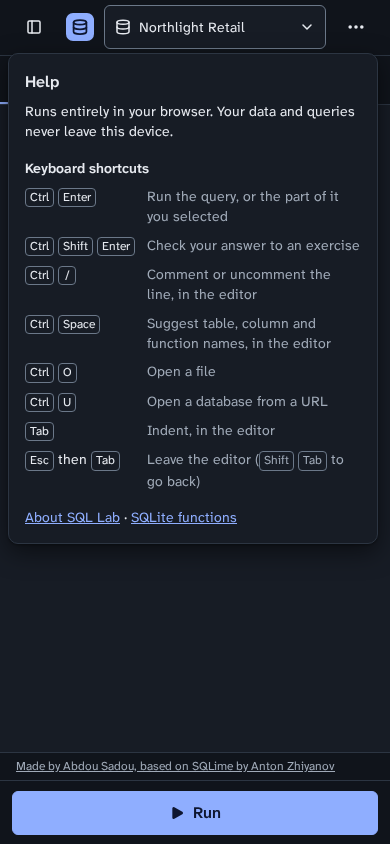 Northlight Retail
Help
Runs entirely in your browser. Your data and queries
never leave this device.
Keyboard shortcuts
Ctrl Enter Run the query, or the part of it
you selected
Ctrl Shift Enter Check your answer to an exercise
Ctrl / Comment or uncomment the
line, in the editor
Ctrl Space Suggest table, column and
function names, in the editor
Ctrl O Open a file
Ctrl U Open a database from a URL
Tab Indent, in the editor
Esc then Tab Leave the editor (Shift Tab to
go back)
About SQL Lab · SQLite functions
Made by Abdou Sadou, based on SQLime by Anton Zhiyanov
Run